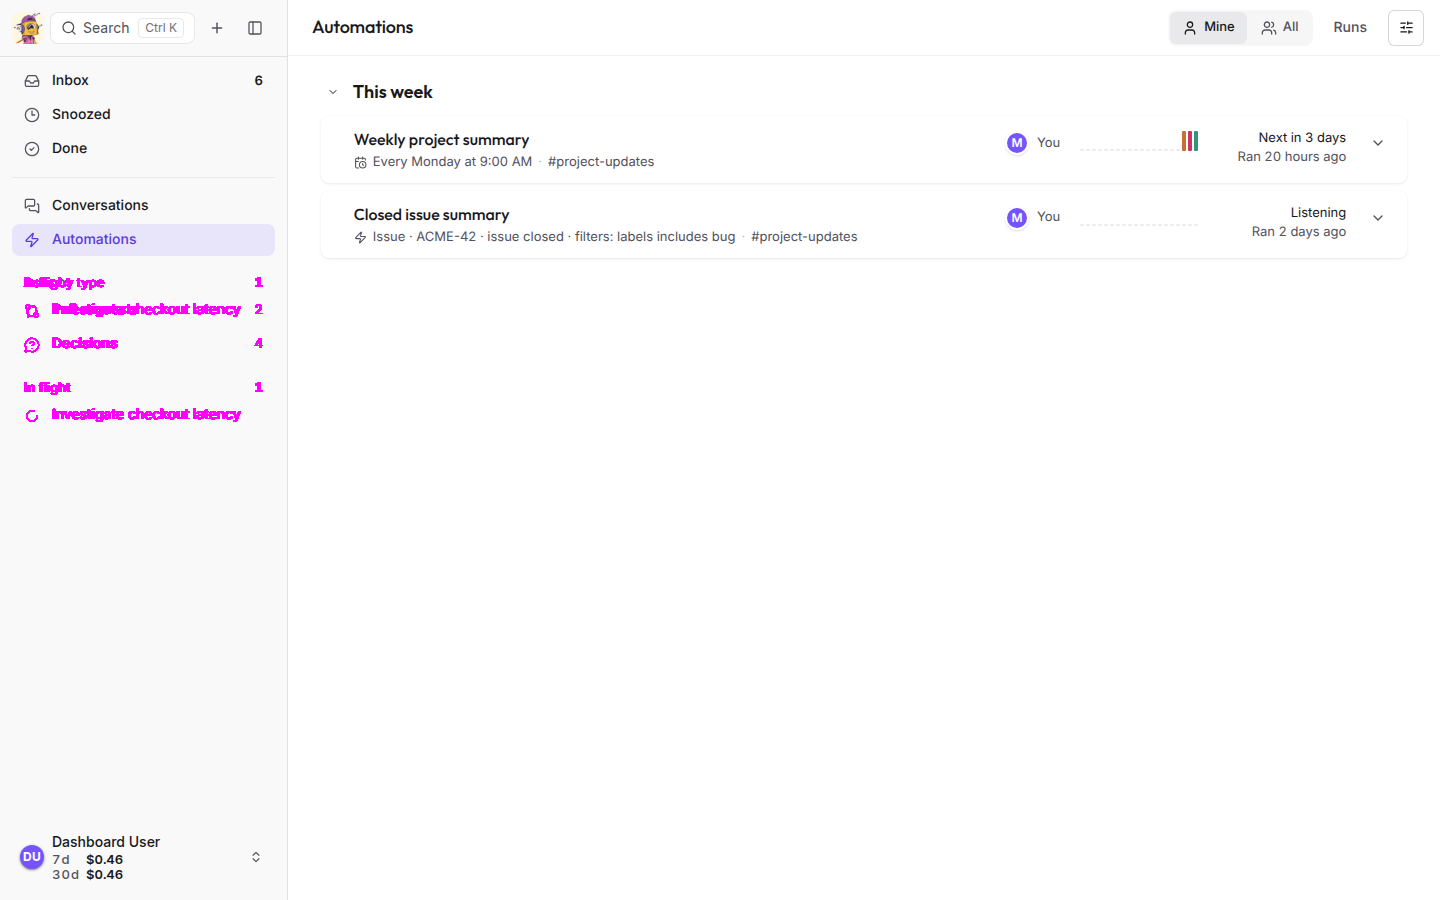 Search Ctrl K
Inbox 6
Snoozed
Done
Conversations
Automations
type 1
checkout latency 2
Decisions 4
In flight 1
Investigate checkout latency
DU Dashboard User
7d $0.46
30d $0.46
Automations
Mine
All
Runs
This week
Weekly project summary
Every Monday at 9:00 AM · #project-updates
M You
Next in 3 days
Ran 20 hours ago
Closed issue summary
Issue · ACME-42 · issue closed · filters: labels includes bug · #project-updates
M You
Listening
Ran 2 days ago